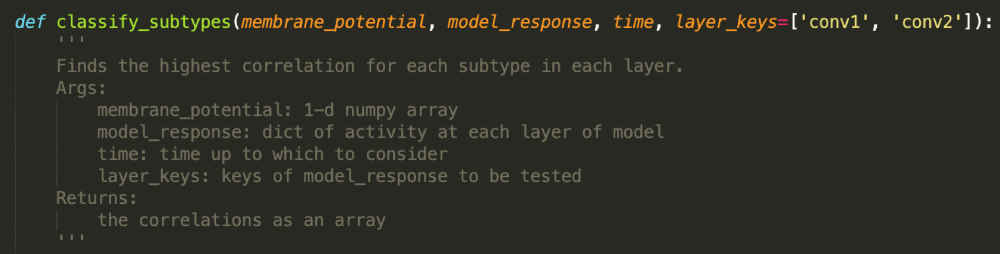 def classify_subtypes(membrane_potential, model_response, time, layer_keys=['conv1', 'conv2']):
'''
Finds the highest correlation for each subtype in each layer.
Args:
membrane_potential: 1-d numpy array
model_response: dict of activity at each layer of model
time: time up to which to consider
layer_keys: keys of model_response to be tested
Returns:
the correlations as an array
'''